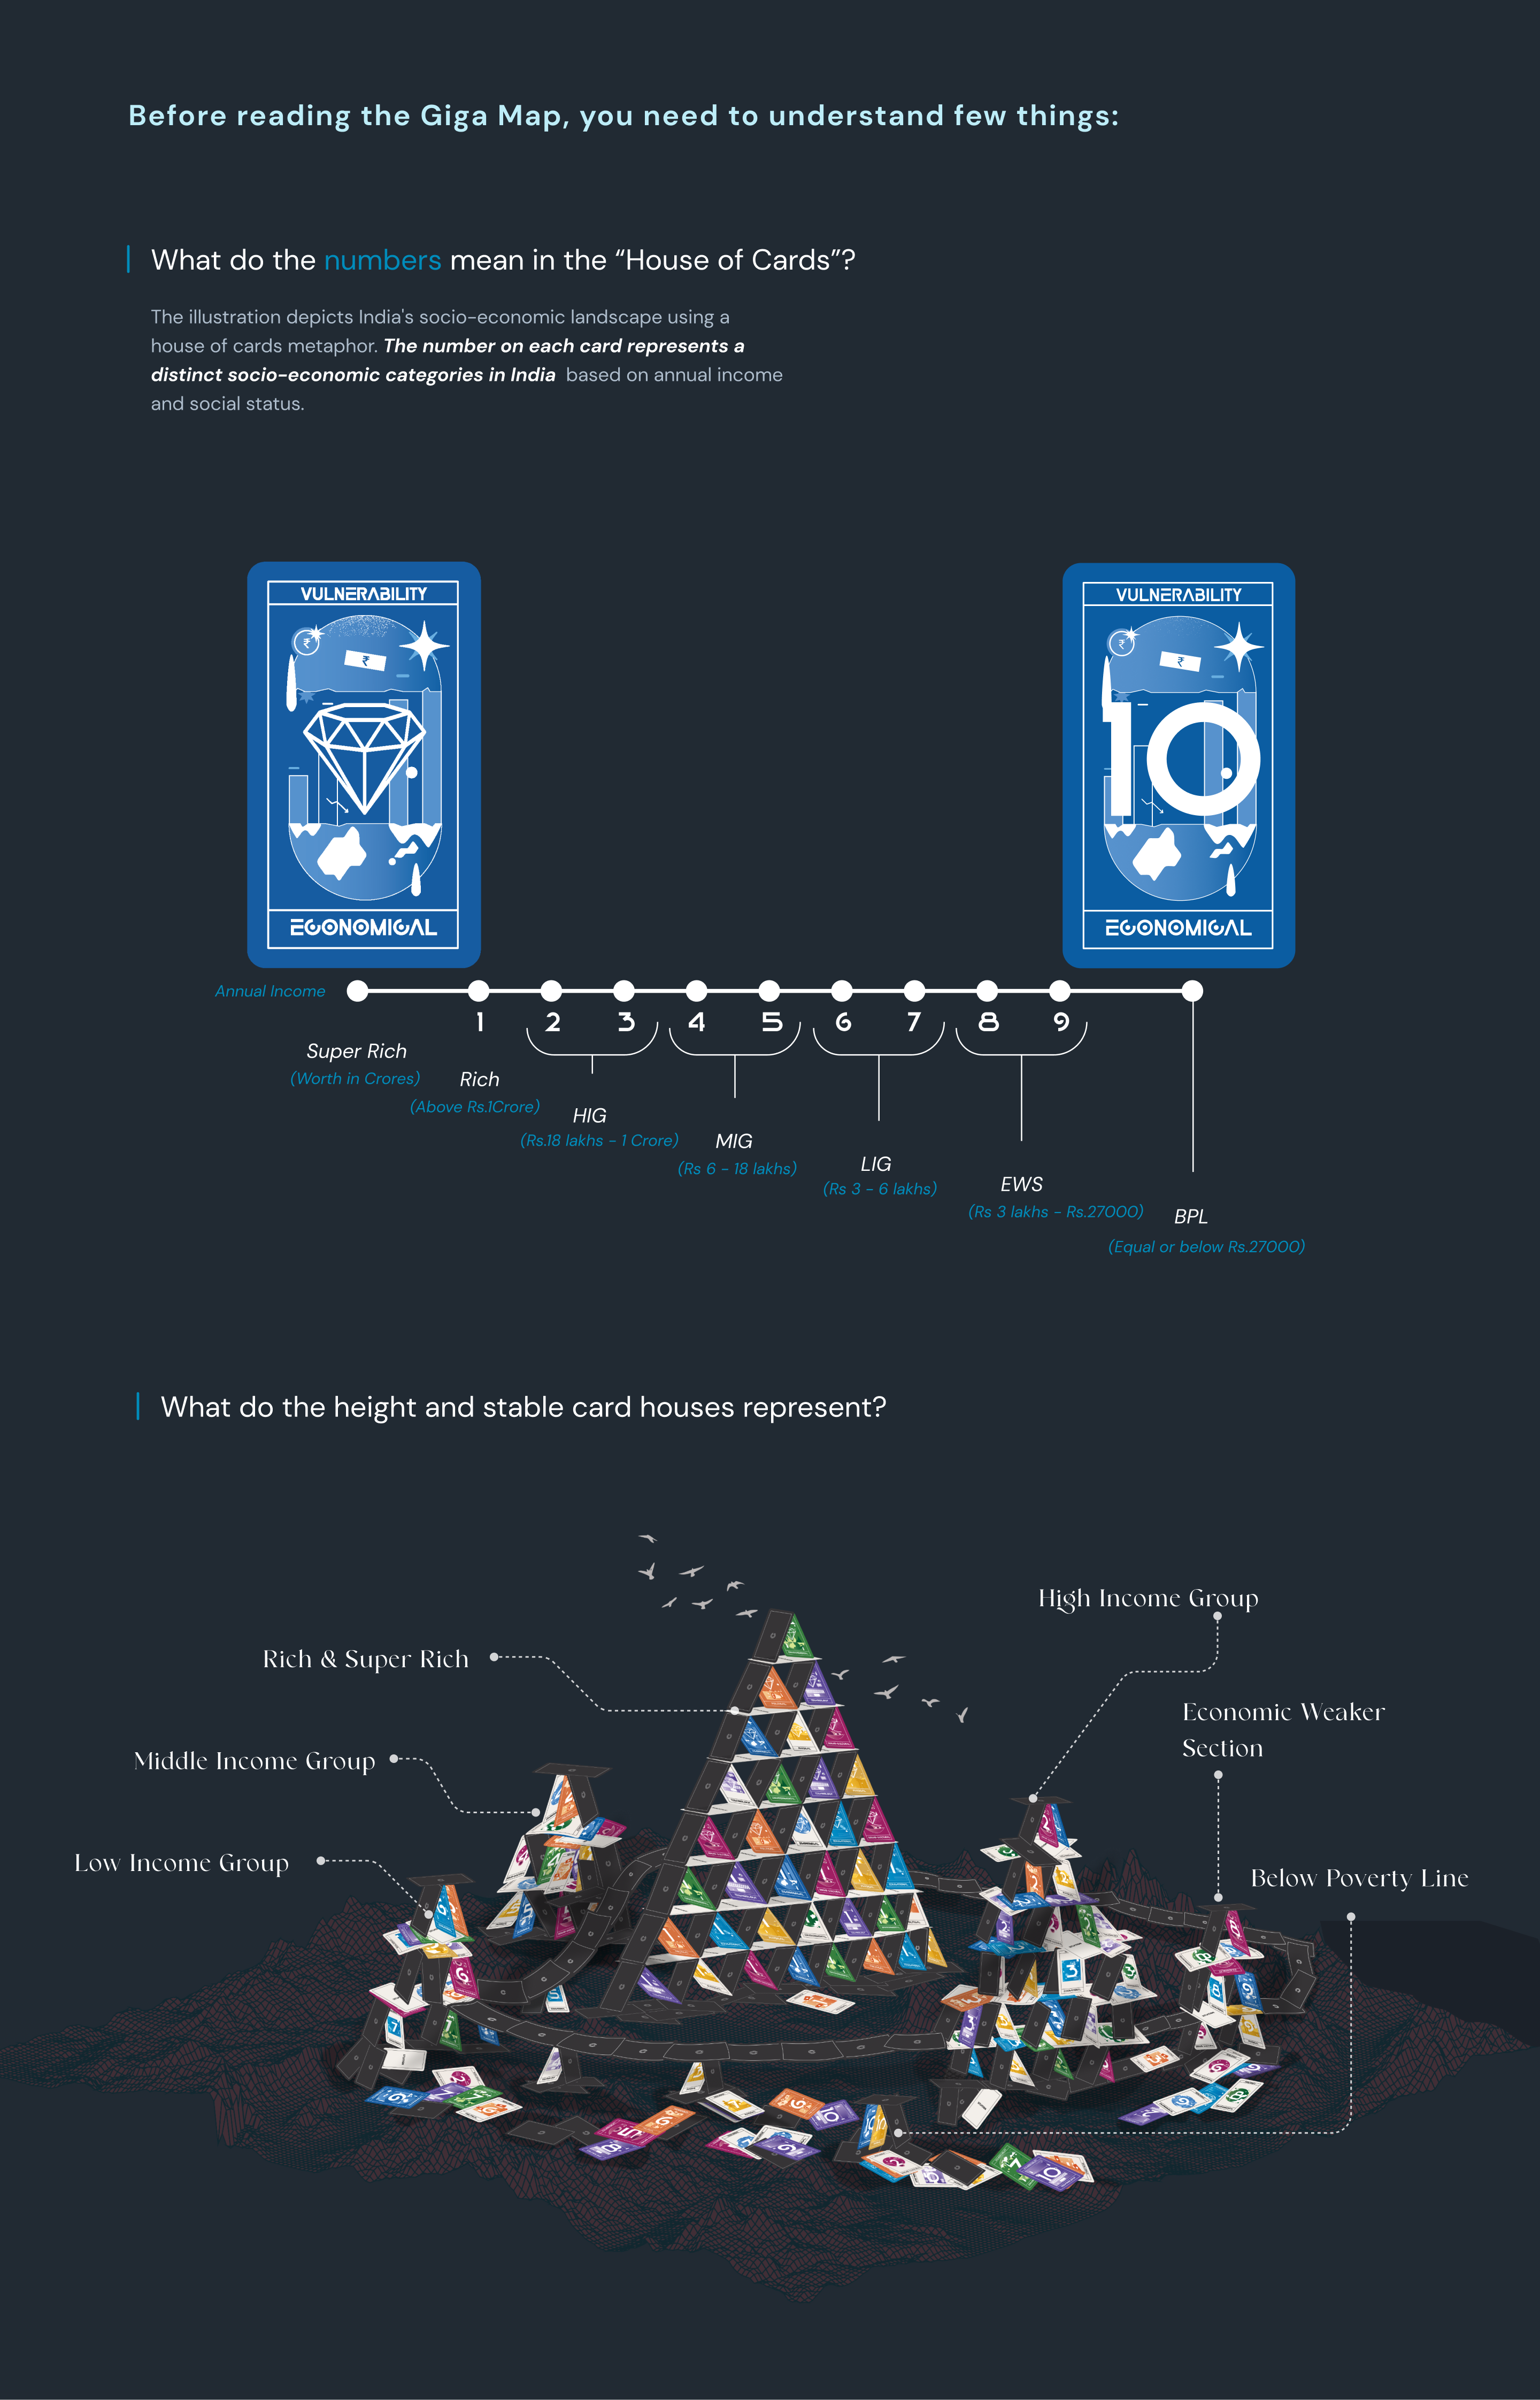 Before reading the Giga Map, you need to understand few things:
What do the numbers mean in the “House of Cards”?
The illustration depicts India's socio-economic landscape using a
house of cards metaphor. The number on each card represents a
distinct socio-economic categories in India based on annual income
and social status.
VULNERABILITY
₹
₹
ECONOMICAL
VULNERABILITY
₹
₹
10
ECONOMICAL
Annual Income
1 2 3 4 5 6 7 8 9
Super Rich
(Worth in Crores)
Rich
(Above Rs.1Crore)
HIG
(Rs.18 lakhs - 1 Crore)
MIG
(Rs 6 - 18 lakhs)
LIG
(Rs 3 - 6 lakhs)
EWS
(Rs 3 lakhs - Rs.27000)
BPL
(Equal or below Rs.27000)
What do the height and stable card houses represent?
High Income Group
Rich & Super Rich
Economic Weaker
Section
Middle Income Group
Low Income Group
Below Poverty Line